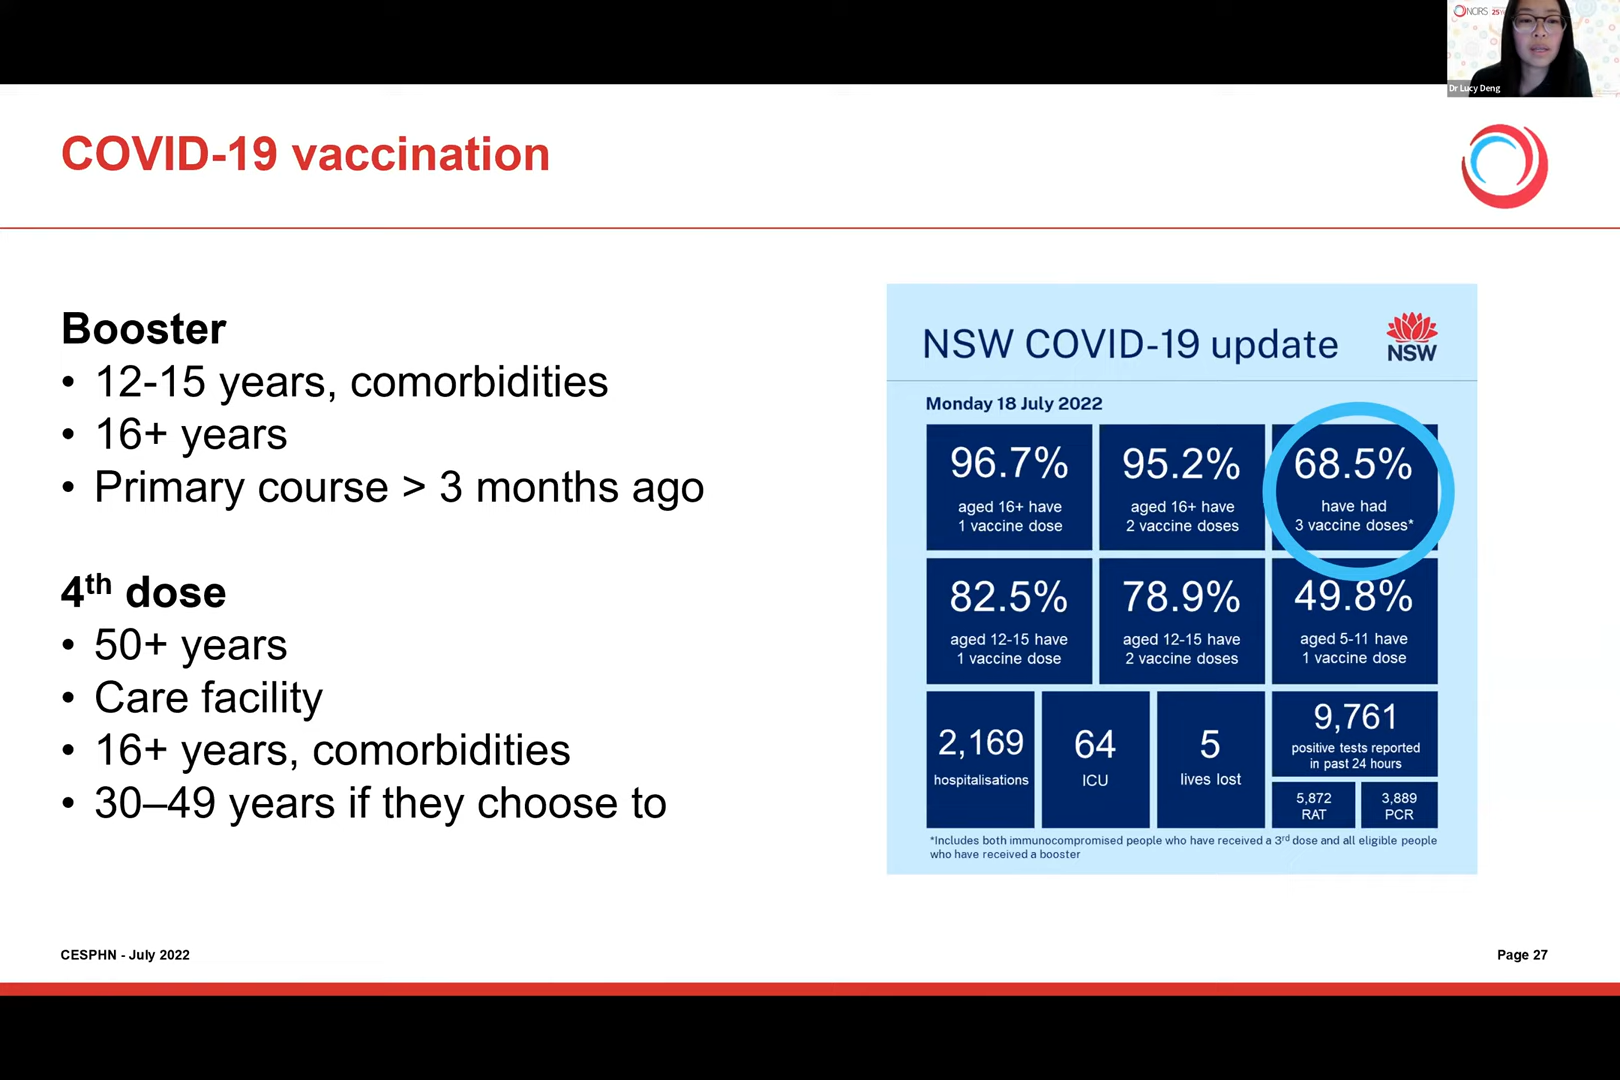 NCIRS 25
Dr Lucy Deng
COVID-19 vaccination
Booster
• 12-15 years, comorbidities
• 16+ years
• Primary course > 3 months ago
4th dose
• 50+ years
• Care facility
• 16+ years, comorbidities
• 30–49 years if they choose to
NSW COVID-19 update
NSW
Monday 18 July 2022
96.7%
aged 16+ have
1 vaccine dose
95.2%
aged 16+ have
2 vaccine doses
68.5%
have had
3 vaccine doses*
82.5%
aged 12-15 have
1 vaccine dose
78.9%
aged 12-15 have
2 vaccine doses
49.8%
aged 5-11 have
1 vaccine dose
2,169
hospitalisations
64
ICU
5
lives lost
9,761
positive tests reported
in past 24 hours
5,872
RAT
3,889
PCR
*Includes both immunocompromised people who have received a 3rd dose and all eligible people
who have received a booster
CESPHN - July 2022
Page 27